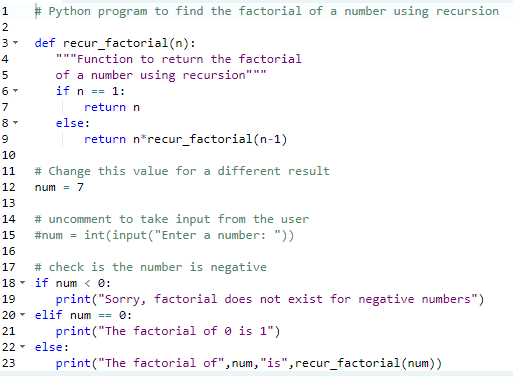 1 # Python program to find the factorial of a number using recursion
2
3 def recur_factorial(n):
4    """Function to return the factorial
5    of a number using recursion"""
6    if n == 1:
7        return n
8    else:
9        return n*recur_factorial(n-1)
10
11 # Change this value for a different result
12 num = 7
13
14 # uncomment to take input from the user
15 #num = int(input("Enter a number: "))
16
17 # check is the number is negative
18 if num < 0:
19    print("Sorry, factorial does not exist for negative numbers")
20 elif num == 0:
21    print("The factorial of 0 is 1")
22 else:
23    print("The factorial of",num,"is",recur_factorial(num))